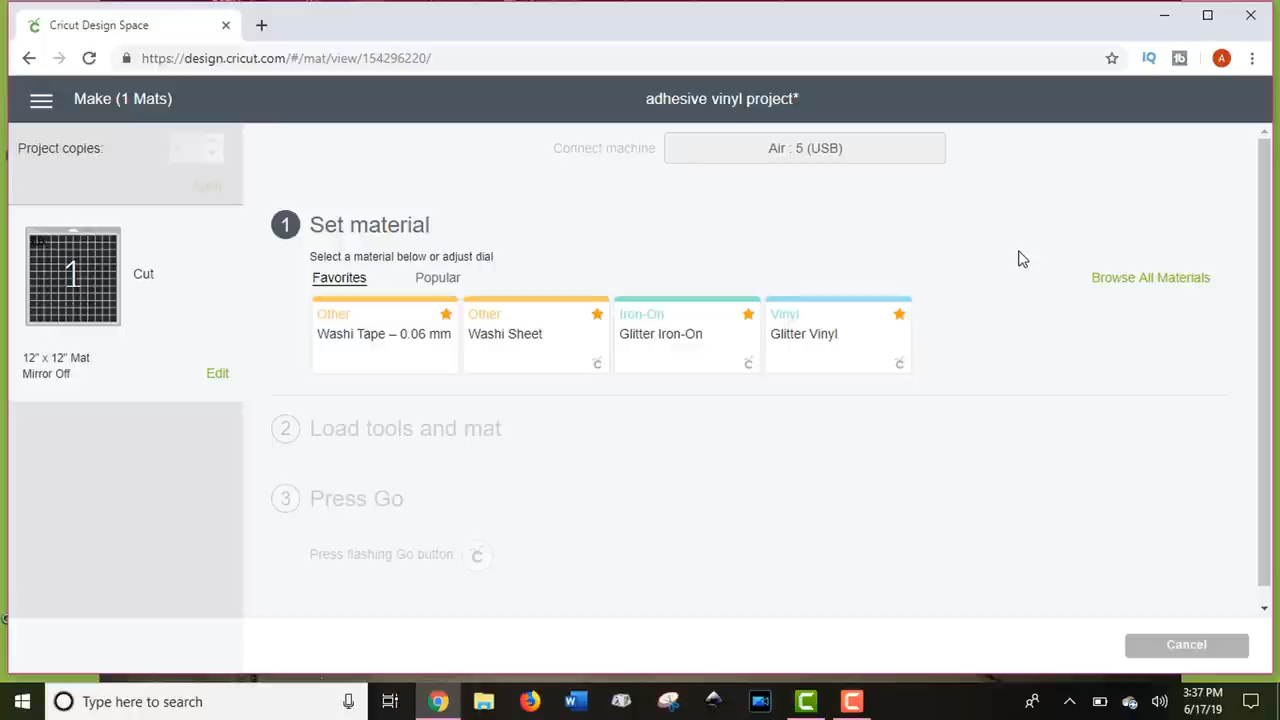 Cricut Design Space
https://design.cricut.com/#/mat/view/154296220/
IQ
A
Make (1 Mats)
adhesive vinyl project*
Project copies:
Connect machine
Air : 5 (USB)
Apply
1
Set material
Select a material below or adjust dial
Favorites
Popular
Browse All Materials
1
Cut
Other
Washi Tape – 0.06 mm
Other
Washi Sheet
Iron-On
Glitter Iron-On
Vinyl
Glitter Vinyl
12" x 12" Mat
Mirror Off
Edit
2
Load tools and mat
3
Press Go
Press flashing Go button
Cancel
Type here to search
3:37 PM
6/17/19